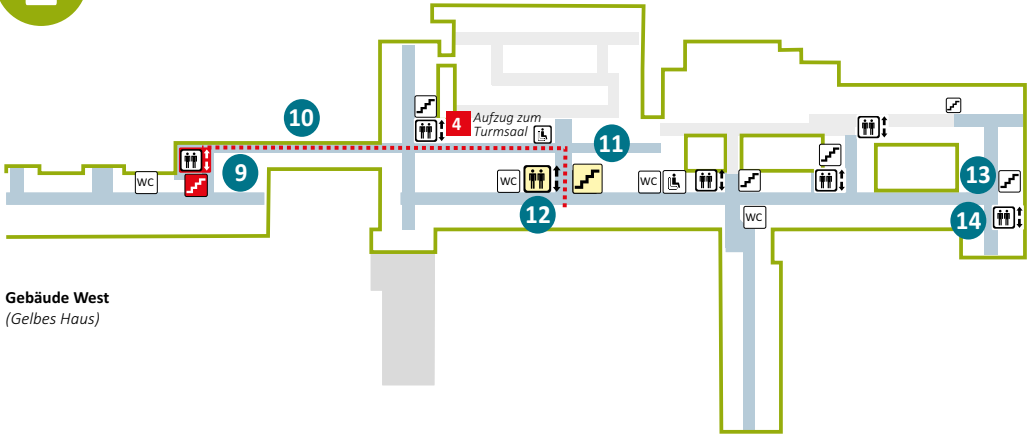 10
4
Aufzug zum
Turmsaal
11
9
WC
WC
WC
12
13
14
WC
Gebäude West
(Gelbes Haus)